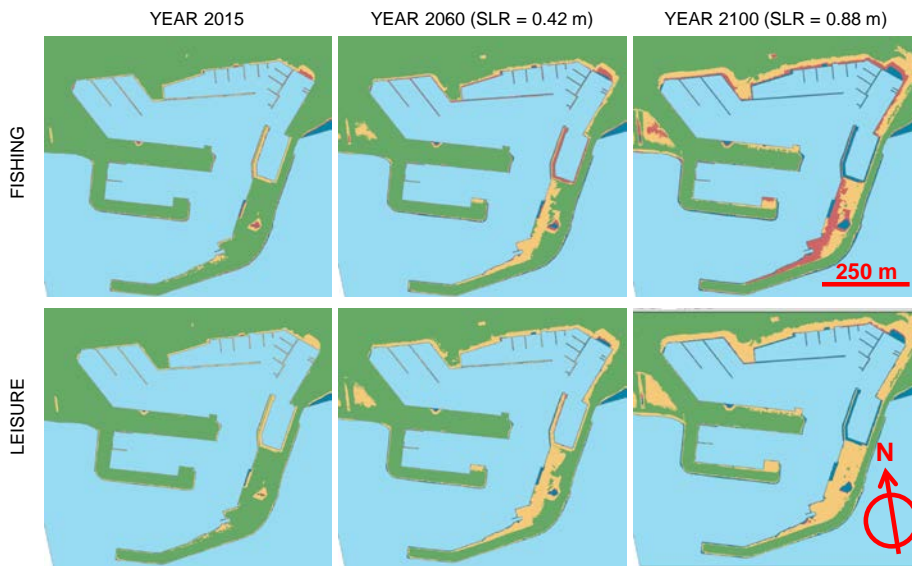 YEAR 2015
YEAR 2060 (SLR = 0.42 m)
YEAR 2100 (SLR = 0.88 m)
FISHING
250 m
LEISURE
N